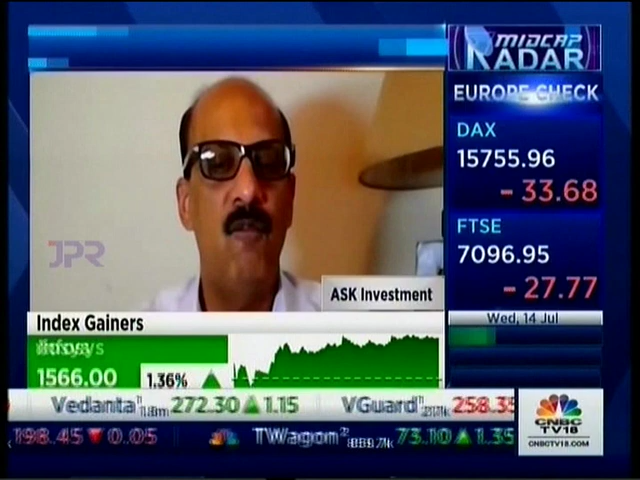 MIDCAP
RADAR
EUROPE CHECK
DAX
15755.96
- 33.68
FTSE
7096.95
- 27.77
Wed, 14 Jul
JPR
ASK Investment
Index Gainers
1566.00 1.36%
Vedanta 272.30 ▲ 1.15 VGuard 258.35
198.45 ▼ 0.05 TWagon 73.10 ▲ 1.35
CNBC
TV18
CNBCTV18.COM